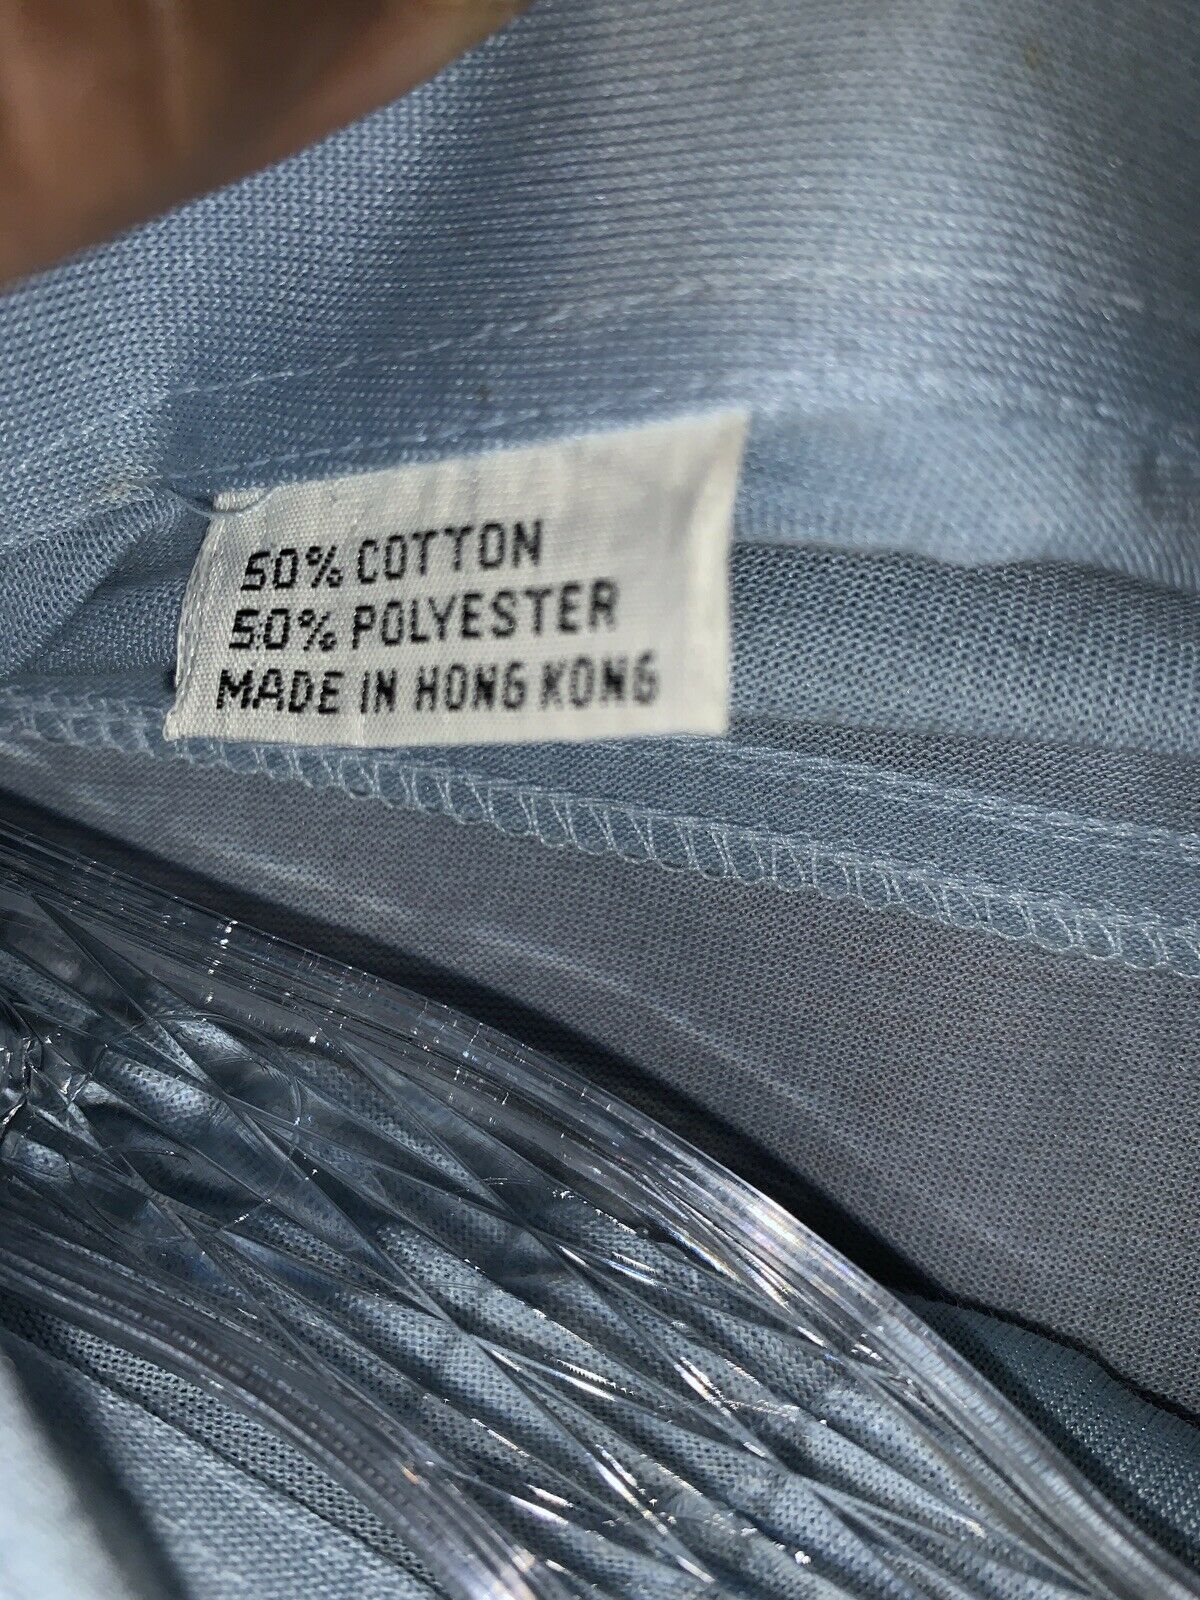 50% COTTON
50% POLYESTER
MADE IN HONG KONG